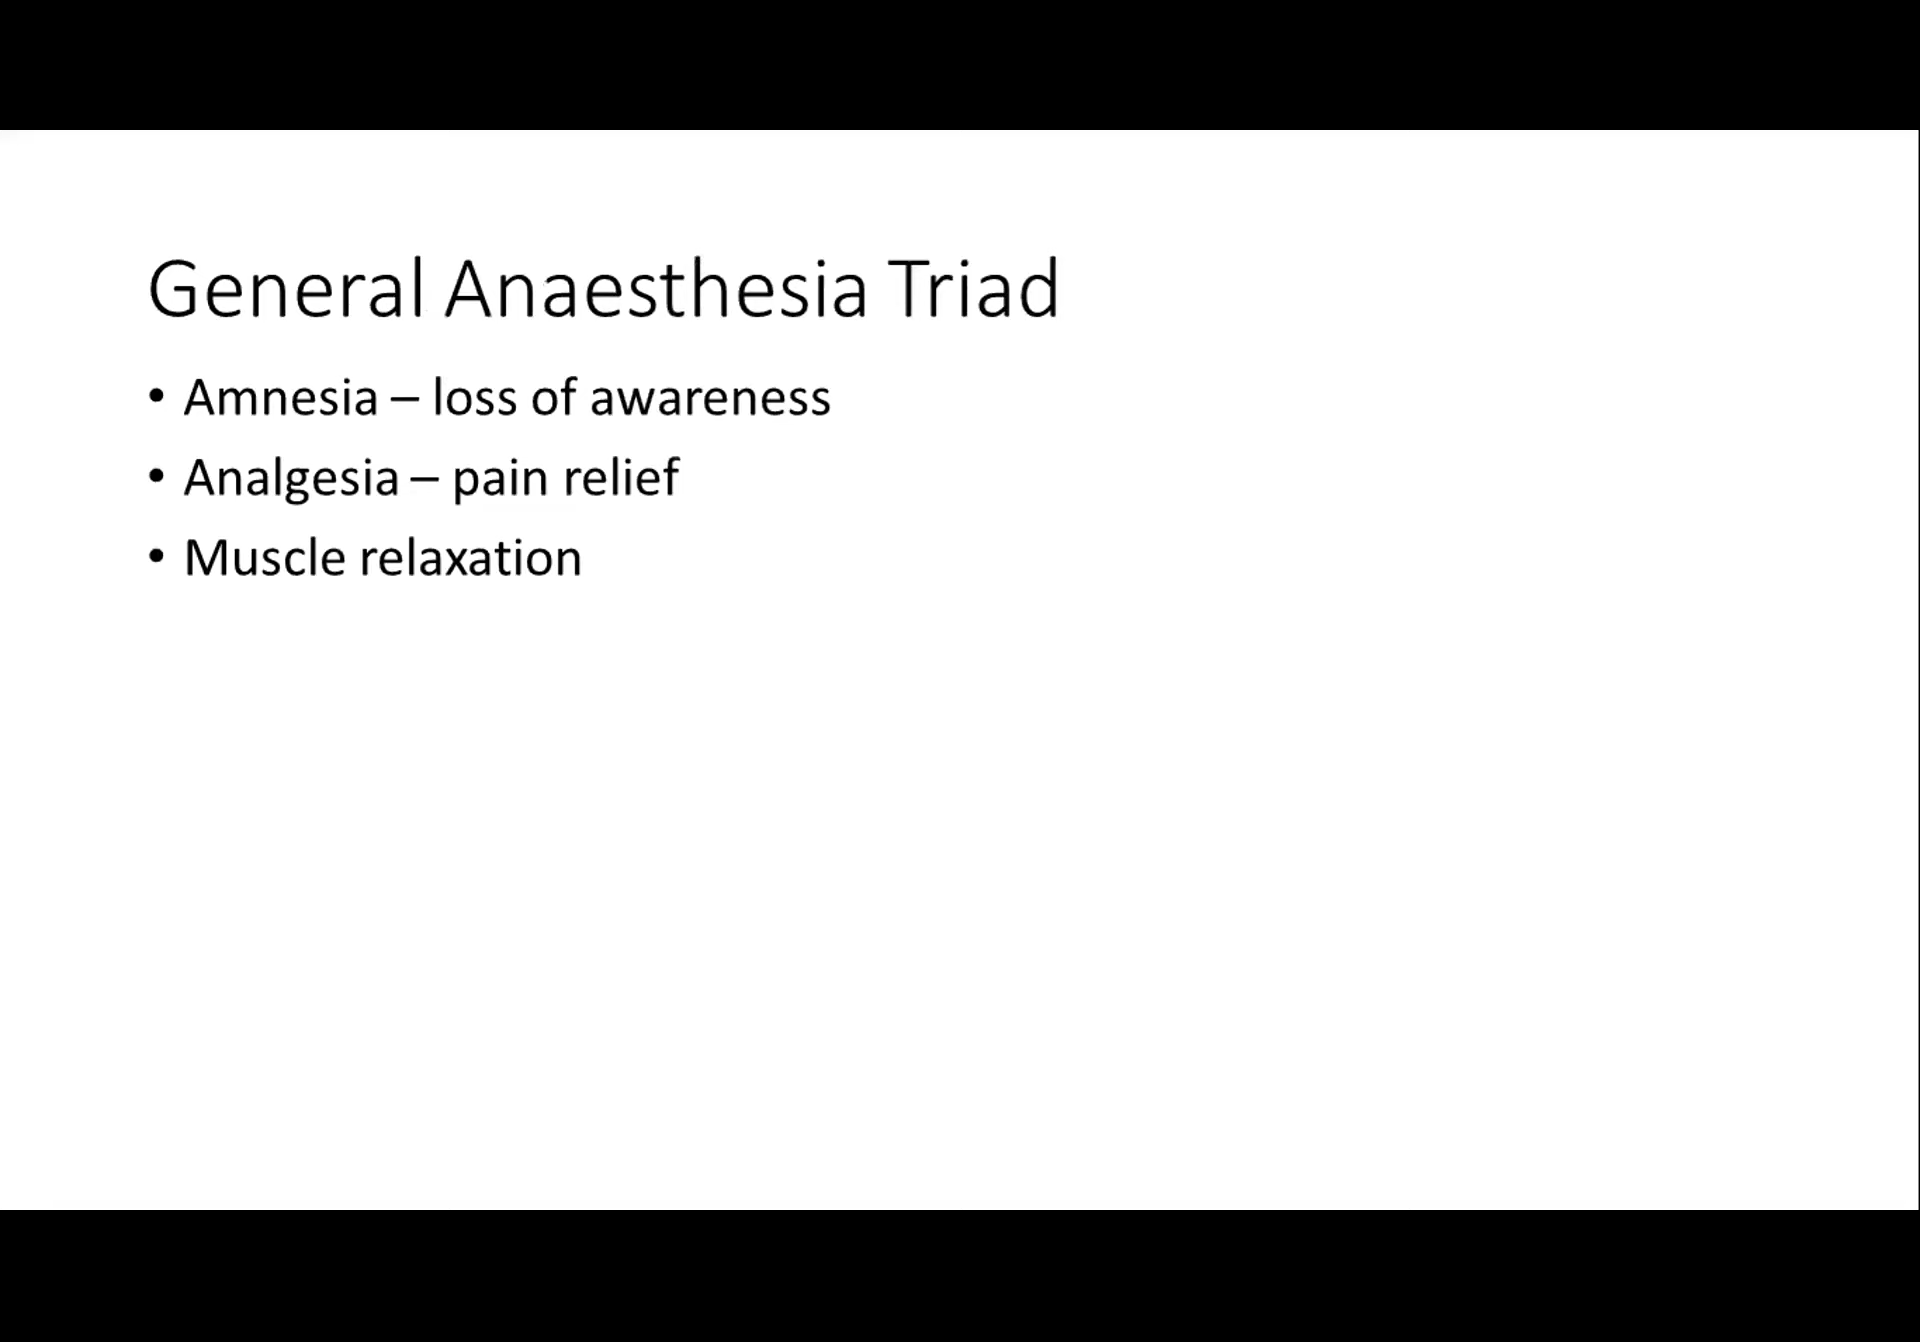 General Anaesthesia Triad
• Amnesia – loss of awareness
• Analgesia – pain relief
• Muscle relaxation